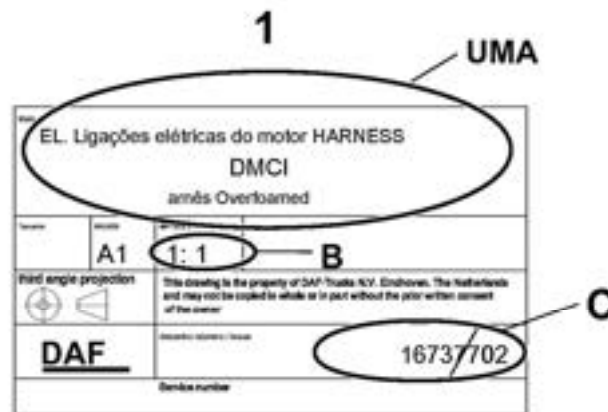 1
UMA
EL. Ligações elétricas do motor HARNESS
DMCI
arnês Overfoamed
A1
1: 1
B
third angle projection
This drawing is the property of DAF Trucks N.V. Eindhoven. The Netherlands
and may not be copied in whole or in part without the prior written consent
of the owner
C
DAF
16737702
Service number